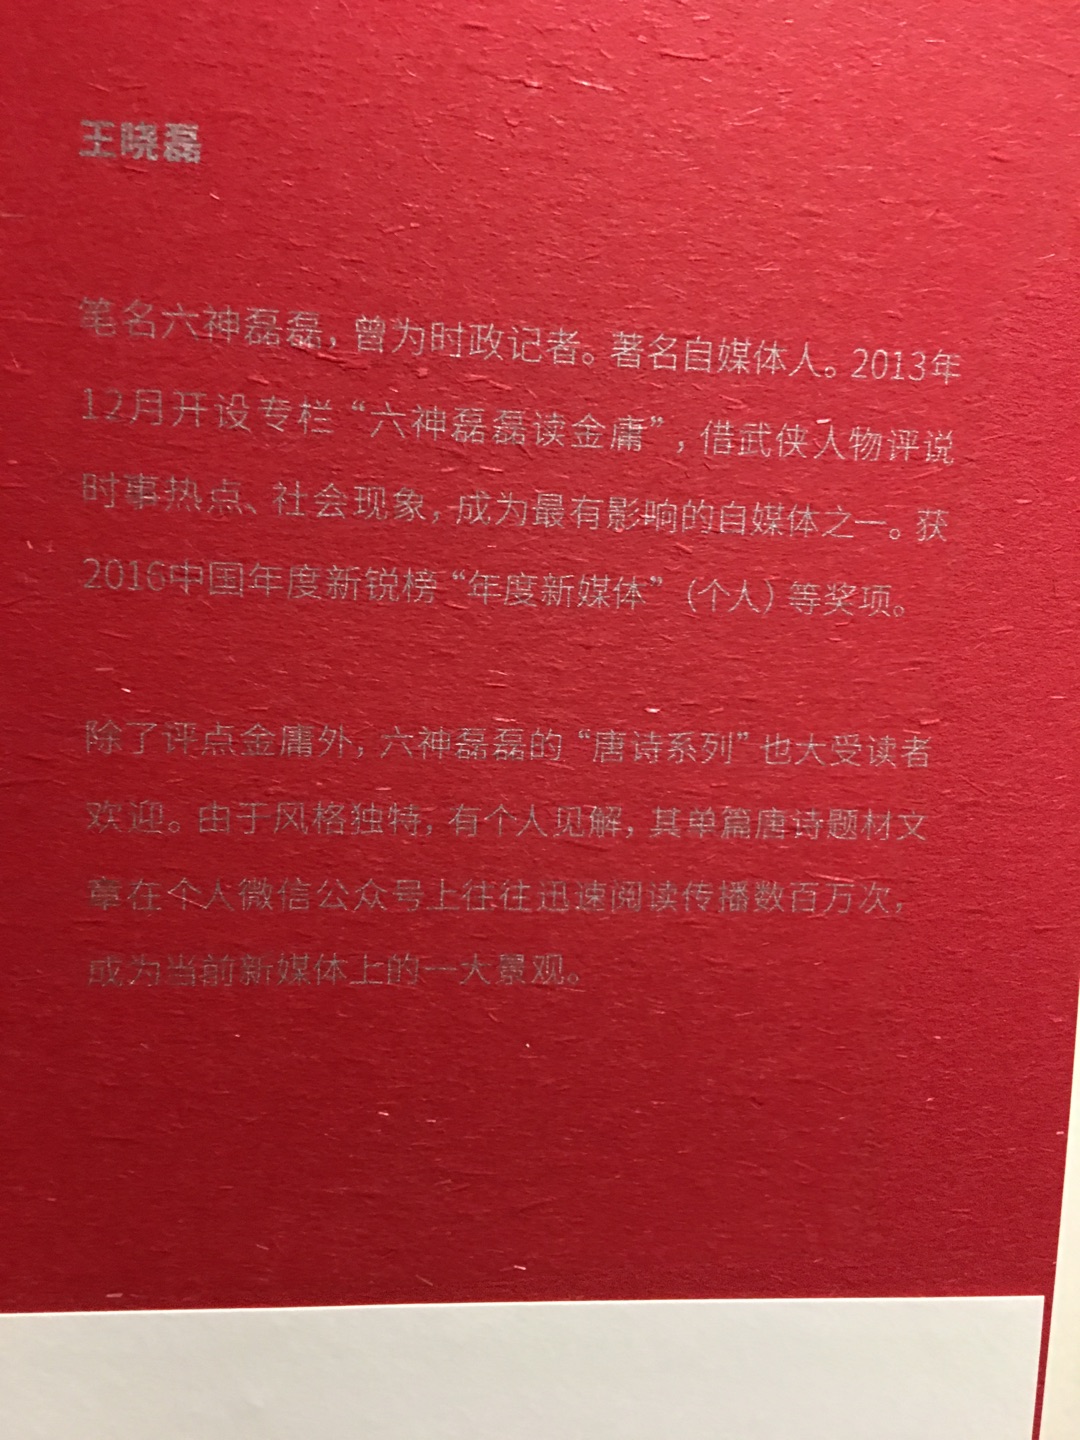 王晓磊
笔名六神磊磊，曾为时政记者。著名自媒体人。2013年
12月开设专栏“六神磊磊读金庸”，借武侠人物评说
时事热点、社会现象，成为最有影响的自媒体之一。获
2016中国年度新锐榜“年度新媒体”（个人）等奖项。
除了评点金庸外，六神磊磊的“唐诗系列”也大受读者
欢迎。由于风格独特，有个人见解，其单篇唐诗题材文
章在个人微信公众号上往往迅速阅读传播数百万次，
成为当前新媒体上的一大景观。